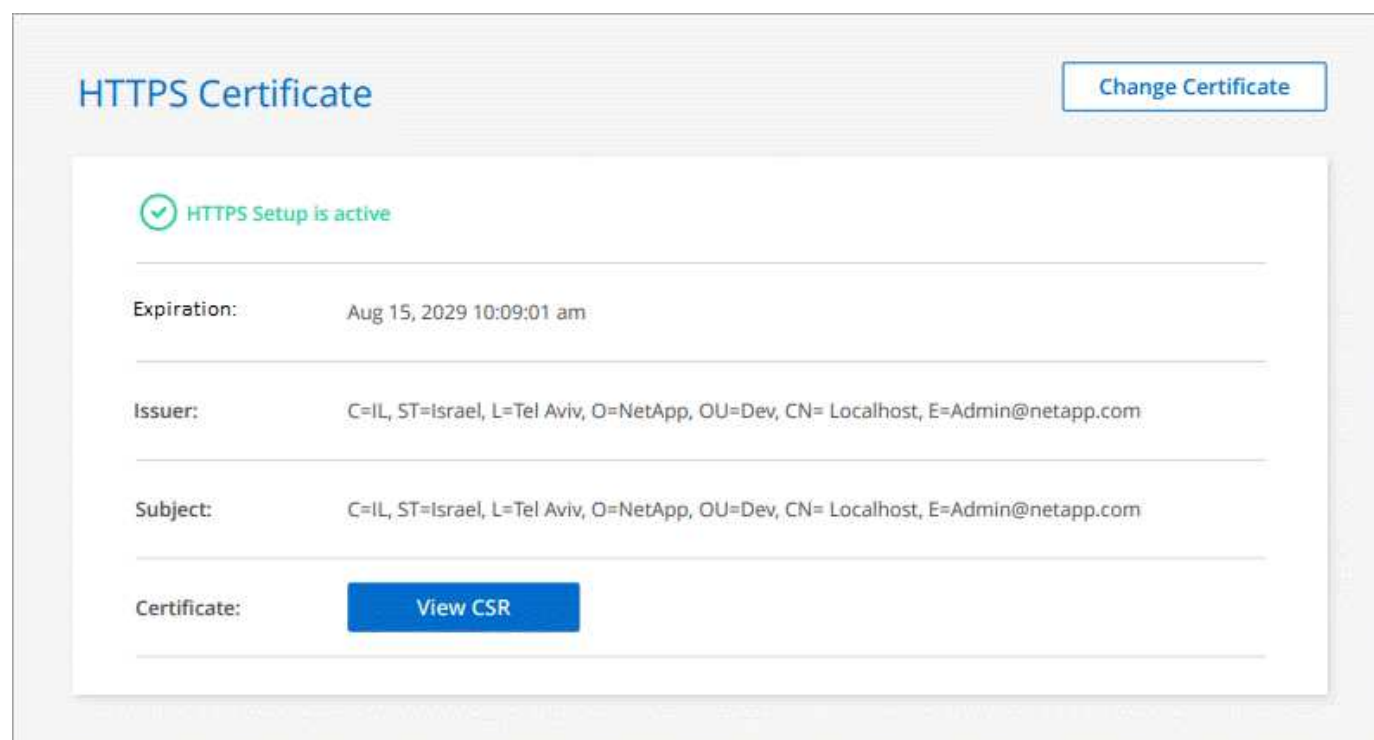 HTTPS Certificate
Change Certificate
HTTPS Setup is active
Expiration: Aug 15, 2029 10:09:01 am
Issuer: C=IL, ST=Israel, L=Tel Aviv, O=NetApp, OU=Dev, CN= Localhost, E=Admin@netapp.com
Subject: C=IL, ST=Israel, L=Tel Aviv, O=NetApp, OU=Dev, CN= Localhost, E=Admin@netapp.com
Certificate: View CSR